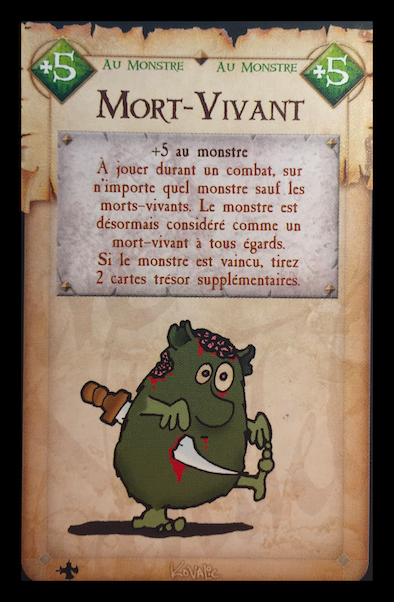 +5 Au Monstre Au Monstre +5
Mort-Vivant
+5 au monstre
À jouer durant un combat, sur
n'importe quel monstre sauf les
morts-vivants. Le monstre est
désormais considéré comme un
mort-vivant à tous égards.
Si le monstre est vaincu, tirez
2 cartes trésor supplémentaires.
Kovalic